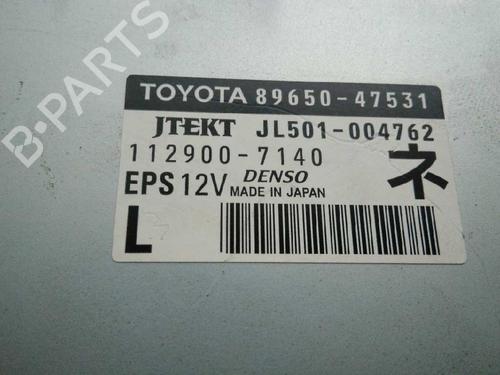 B-PARTS
TOYOTA 89650-47531
JTEKT JL501-004762
112900-7140
ネ
EPS 12V DENSO
MADE IN JAPAN
L